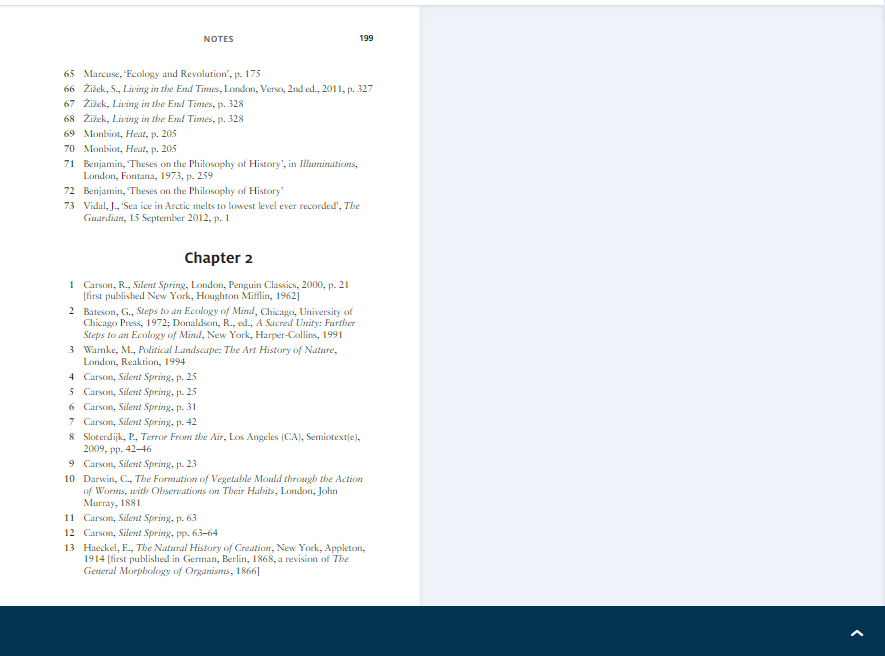 NOTES 199
65 Marcuse, 'Ecology and Revolution', p. 175
66 Žižek, S., Living in the End Times, London, Verso, 2nd ed., 2011, p. 327
67 Žižek, Living in the End Times, p. 328
68 Žižek, Living in the End Times, p. 328
69 Monbiot, Heat, p. 205
70 Monbiot, Heat, p. 205
71 Benjamin, 'Theses on the Philosophy of History', in Illuminations,
London, Fontana, 1973, p. 259
72 Benjamin, 'Theses on the Philosophy of History'
73 Vidal, J., 'Sea ice in Arctic melts to lowest level ever recorded', The
Guardian, 15 September 2012, p. 1
Chapter 2
1 Carson, R., Silent Spring, London, Penguin Classics, 2000, p. 21
[first published New York, Houghton Mifflin, 1962]
2 Bateson, G., Steps to an Ecology of Mind, Chicago, University of
Chicago Press, 1972; Donaldson, R., ed., A Sacred Unity: Further
Steps to an Ecology of Mind, New York, Harper-Collins, 1991
3 Warnke, M., Political Landscape: The Art History of Nature,
London, Reaktion, 1994
4 Carson, Silent Spring, p. 25
5 Carson, Silent Spring, p. 25
6 Carson, Silent Spring, p. 31
7 Carson, Silent Spring, p. 42
8 Sloterdijk, P., Terror From the Air, Los Angeles (CA), Semiotext(e),
2009, pp. 42–46
9 Carson, Silent Spring, p. 23
10 Darwin, C., The Formation of Vegetable Mould through the Action
of Worms, with Observations on Their Habits, London, John
Murray, 1881
11 Carson, Silent Spring, p. 63
12 Carson, Silent Spring, pp. 63–64
13 Haeckel, E., The Natural History of Creation, New York, Appleton,
1914 [first published in German, Berlin, 1868, a revision of The
General Morphology of Organisms, 1866]